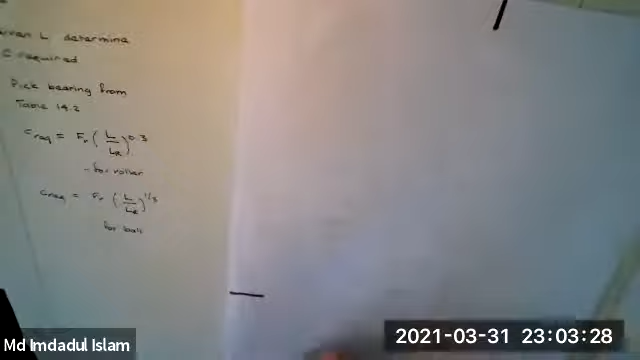 L determine
C required
Pick bearing from
Table 14.2
Creq = Fr (L/LR)^0.3
- for roller
Creq = Fr (L/LR)^1/3
for ball
Md Imdadul Islam
2021-03-31 23:03:28